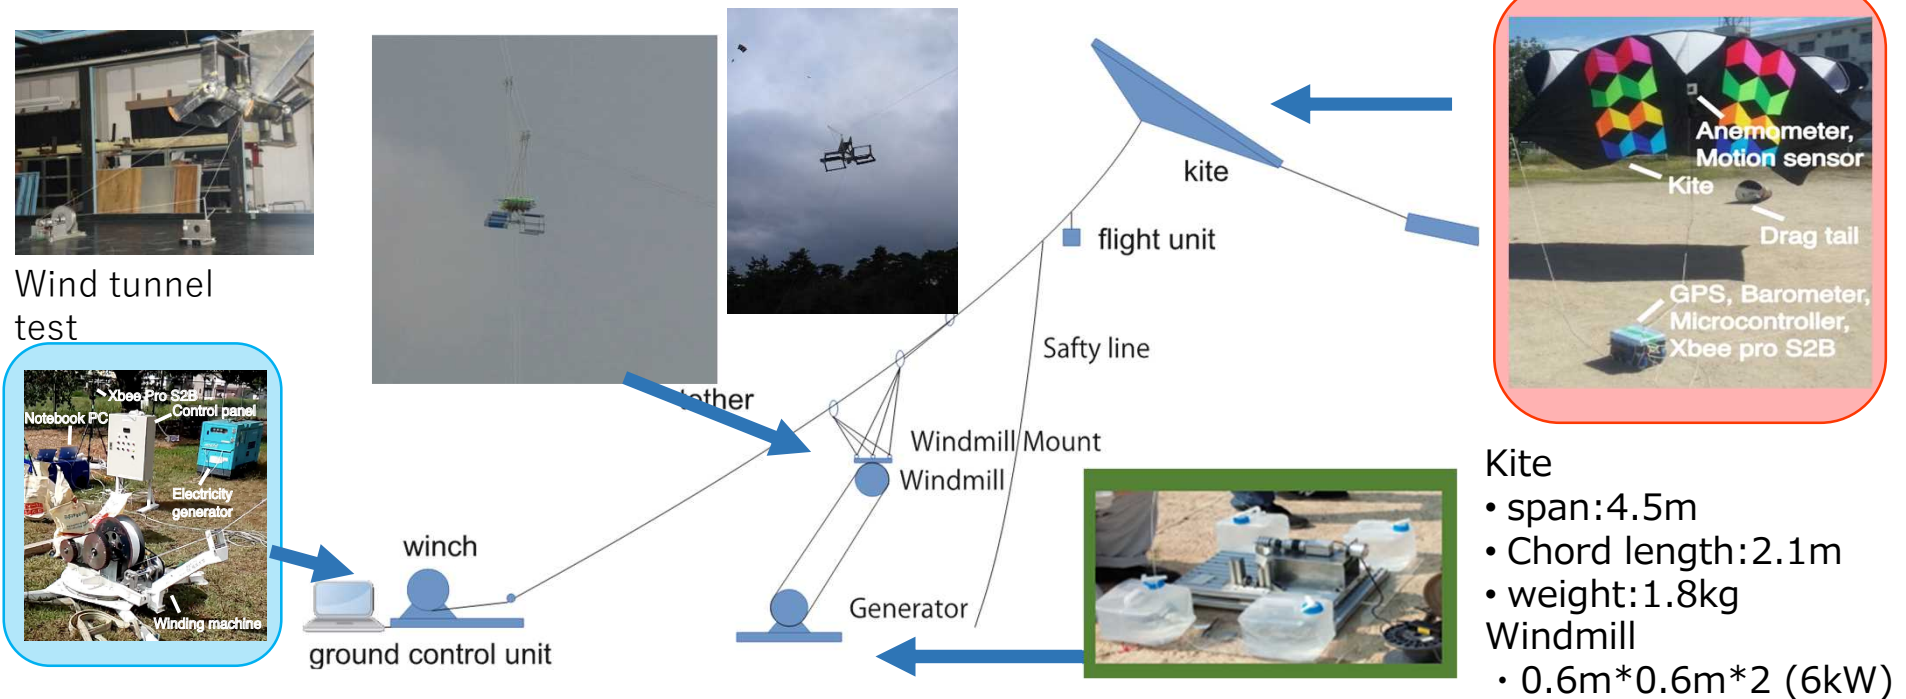 Wind tunnel
test
Xbee Pro S2B
Notebook PC
Control panel
Electricity
generator
Winding machine
kite
flight unit
Safty line
tether
Windmill Mount
Windmill
winch
Generator
ground control unit
Anemometer,
Motion sensor
Kite
Drag tail
GPS, Barometer,
Microcontroller,
Xbee pro S2B
Kite
• span:4.5m
• Chord length:2.1m
• weight:1.8kg
Windmill
・0.6m*0.6m*2 (6kW)